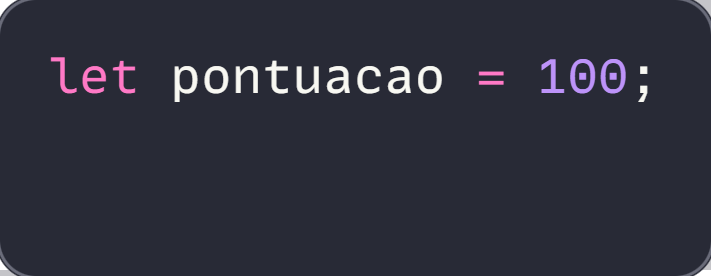 let pontuacao = 100;